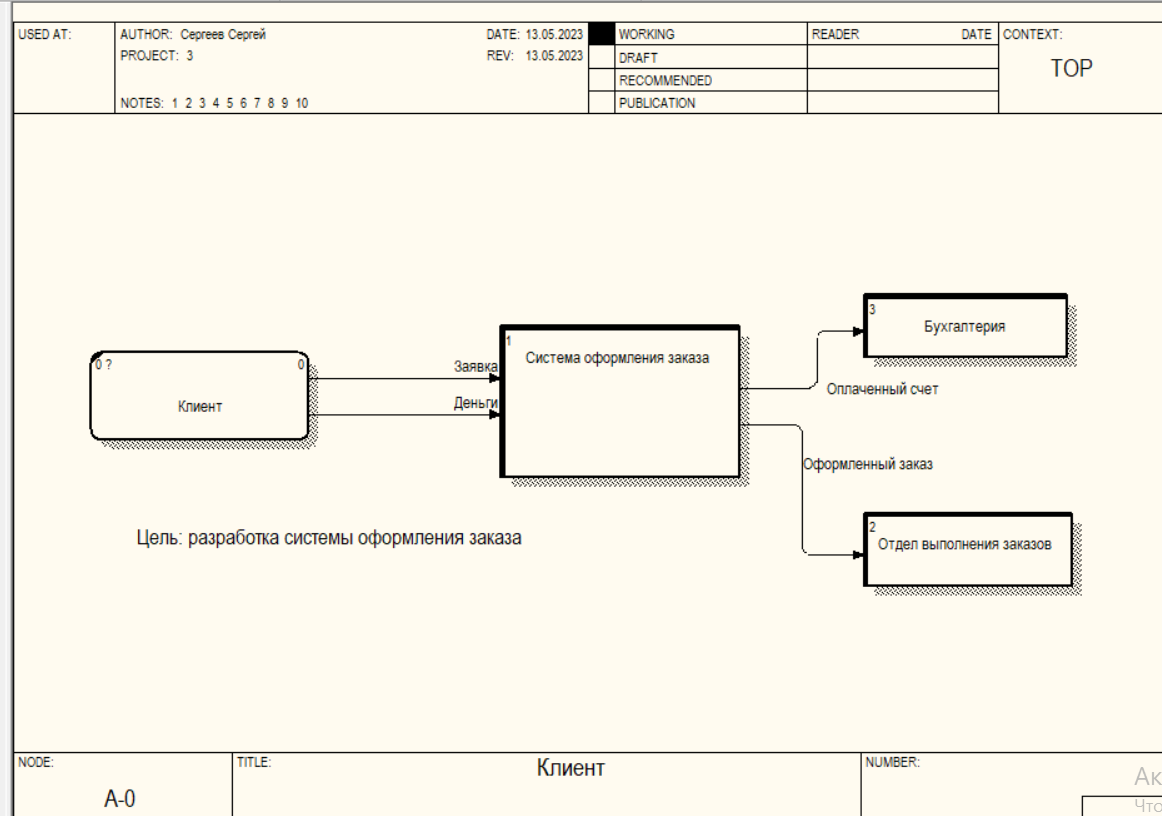 USED AT:
AUTHOR: Сергеев Сергей
DATE: 13.05.2023
PROJECT: 3
REV: 13.05.2023
NOTES: 1 2 3 4 5 6 7 8 9 10
WORKING
DRAFT
RECOMMENDED
PUBLICATION
READER
DATE
CONTEXT:
TOP
0 ?
0
Клиент
Заявка
Деньги
1
Система оформления заказа
3
Бухгалтерия
Оплаченный счет
Оформленный заказ
2
Отдел выполнения заказов
Цель: разработка системы оформления заказа
NODE:
A-0
TITLE:
Клиент
NUMBER:
Ак
Что